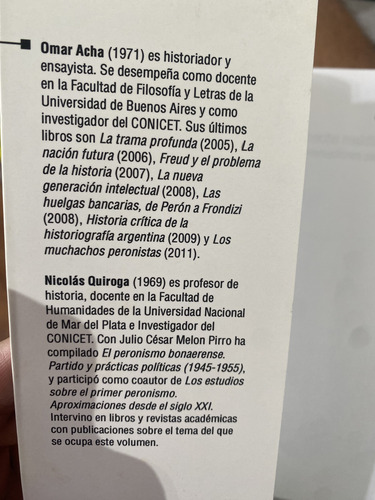 Omar Acha (1971) es historiador y
ensayista. Se desempeña como docente
en la Facultad de Filosofía y Letras de la
Universidad de Buenos Aires y como
investigador del CONICET. Sus últimos
libros son La trama profunda (2005), La
nación futura (2006), Freud y el problema
de la historia (2007), La nueva
generación intelectual (2008), Las
huelgas bancarias, de Perón a Frondizi
(2008), Historia crítica de la
historiografía argentina (2009) y Los
muchachos peronistas (2011).
Nicolás Quiroga (1969) es profesor de
historia, docente en la Facultad de
Humanidades de la Universidad Nacional
de Mar del Plata e Investigador del
CONICET. Con Julio César Melon Pirro ha
compilado El peronismo bonaerense.
Partido y prácticas políticas (1945-1955),
y participó como coautor de Los estudios
sobre el primer peronismo.
Aproximaciones desde el siglo XXI.
Intervino en libros y revistas académicas
con publicaciones sobre el tema del que
se ocupa este volumen.